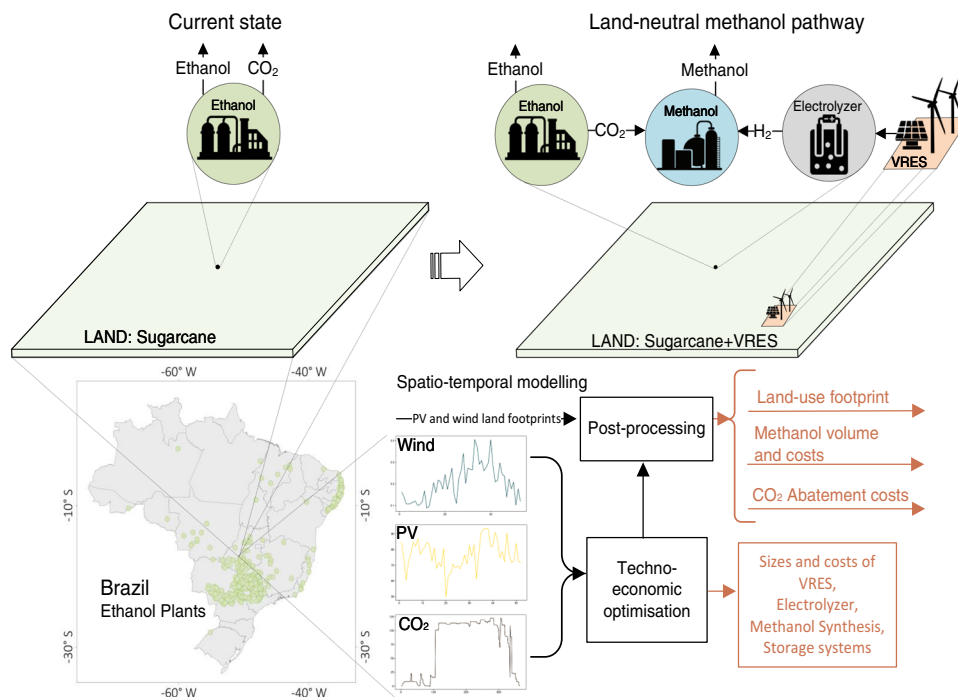 Current state
Land-neutral methanol pathway
Ethanol
CO₂
Ethanol
Ethanol
Methanol
Ethanol
CO₂
Methanol
H₂
Electrolyzer
VRES
LAND: Sugarcane
LAND: Sugarcane+VRES
-60° W
-40° W
-10° S
-30° S
-10° S
-30° S
-60° W
-40° W
Brazil
Ethanol Plants
Spatio-temporal modelling
PV and wind land footprints
Wind
PV
CO₂
Post-processing
Techno-
economic
optimisation
Land-use footprint
Methanol volume
and costs
CO₂ Abatement costs
Sizes and costs of
VRES,
Electrolyzer,
Methanol Synthesis,
Storage systems